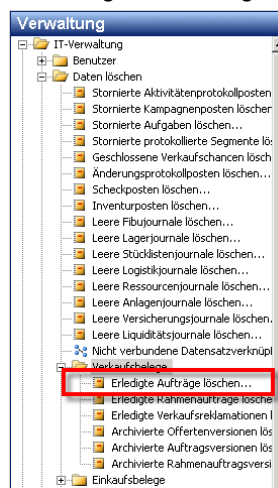 Verwaltung
IT-Verwaltung
Benutzer
Daten löschen
Stornierte Aktivitätenprotokollposten
Stornierte Kampagnenposten löschen
Stornierte Aufgaben löschen...
Stornierte protokollierte Segmente lös
Geschlossene Verkaufschancen lösch
Änderungsprotokollposten löschen...
Scheckposten löschen...
Inventurposten löschen...
Leere Fibujournale löschen...
Leere Lagerjournale löschen...
Leere Stücklistenjournale löschen...
Leere Logistikjournale löschen...
Leere Ressourcenjournale löschen...
Leere Anlagenjournale löschen...
Leere Versicherungsjournale löschen.
Leere Liquiditätsjournale löschen...
Nicht verbundene Datensatzverknüpf
Verkaufsbelege
Erledigte Aufträge löschen...
Erledigte Rahmenaufträge lösche
Erledigte Verkaufsreklamationen l
Archivierte Offertenversionen lös
Archivierte Auftragsversionen lös
Archivierte Rahmenauftragsversi
Einkaufsbelege